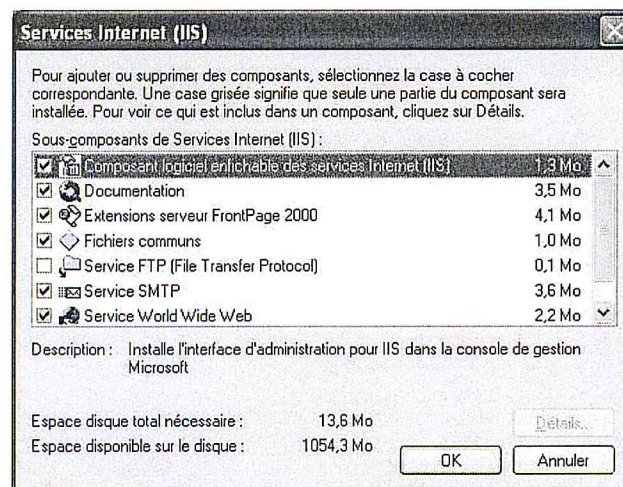 Services Internet (IIS)
Pour ajouter ou supprimer des composants, sélectionnez la case à cocher
correspondante. Une case grisée signifie que seule une partie du composant sera
installée. Pour voir ce qui est inclus dans un composant, cliquez sur Détails.
Sous-composants de Services Internet (IIS) :
Composant logiciel enfichable des services Internet (IIS) 1,3 Mo
Documentation 3,5 Mo
Extensions serveur FrontPage 2000 4,1 Mo
Fichiers communs 1,0 Mo
Service FTP (File Transfer Protocol) 0,1 Mo
Service SMTP 3,6 Mo
Service World Wide Web 2,2 Mo
Description : Installe l'interface d'administration pour IIS dans la console de gestion
Microsoft
Espace disque total nécessaire : 13,6 Mo
Détails...
Espace disponible sur le disque : 1054,3 Mo
OK Annuler